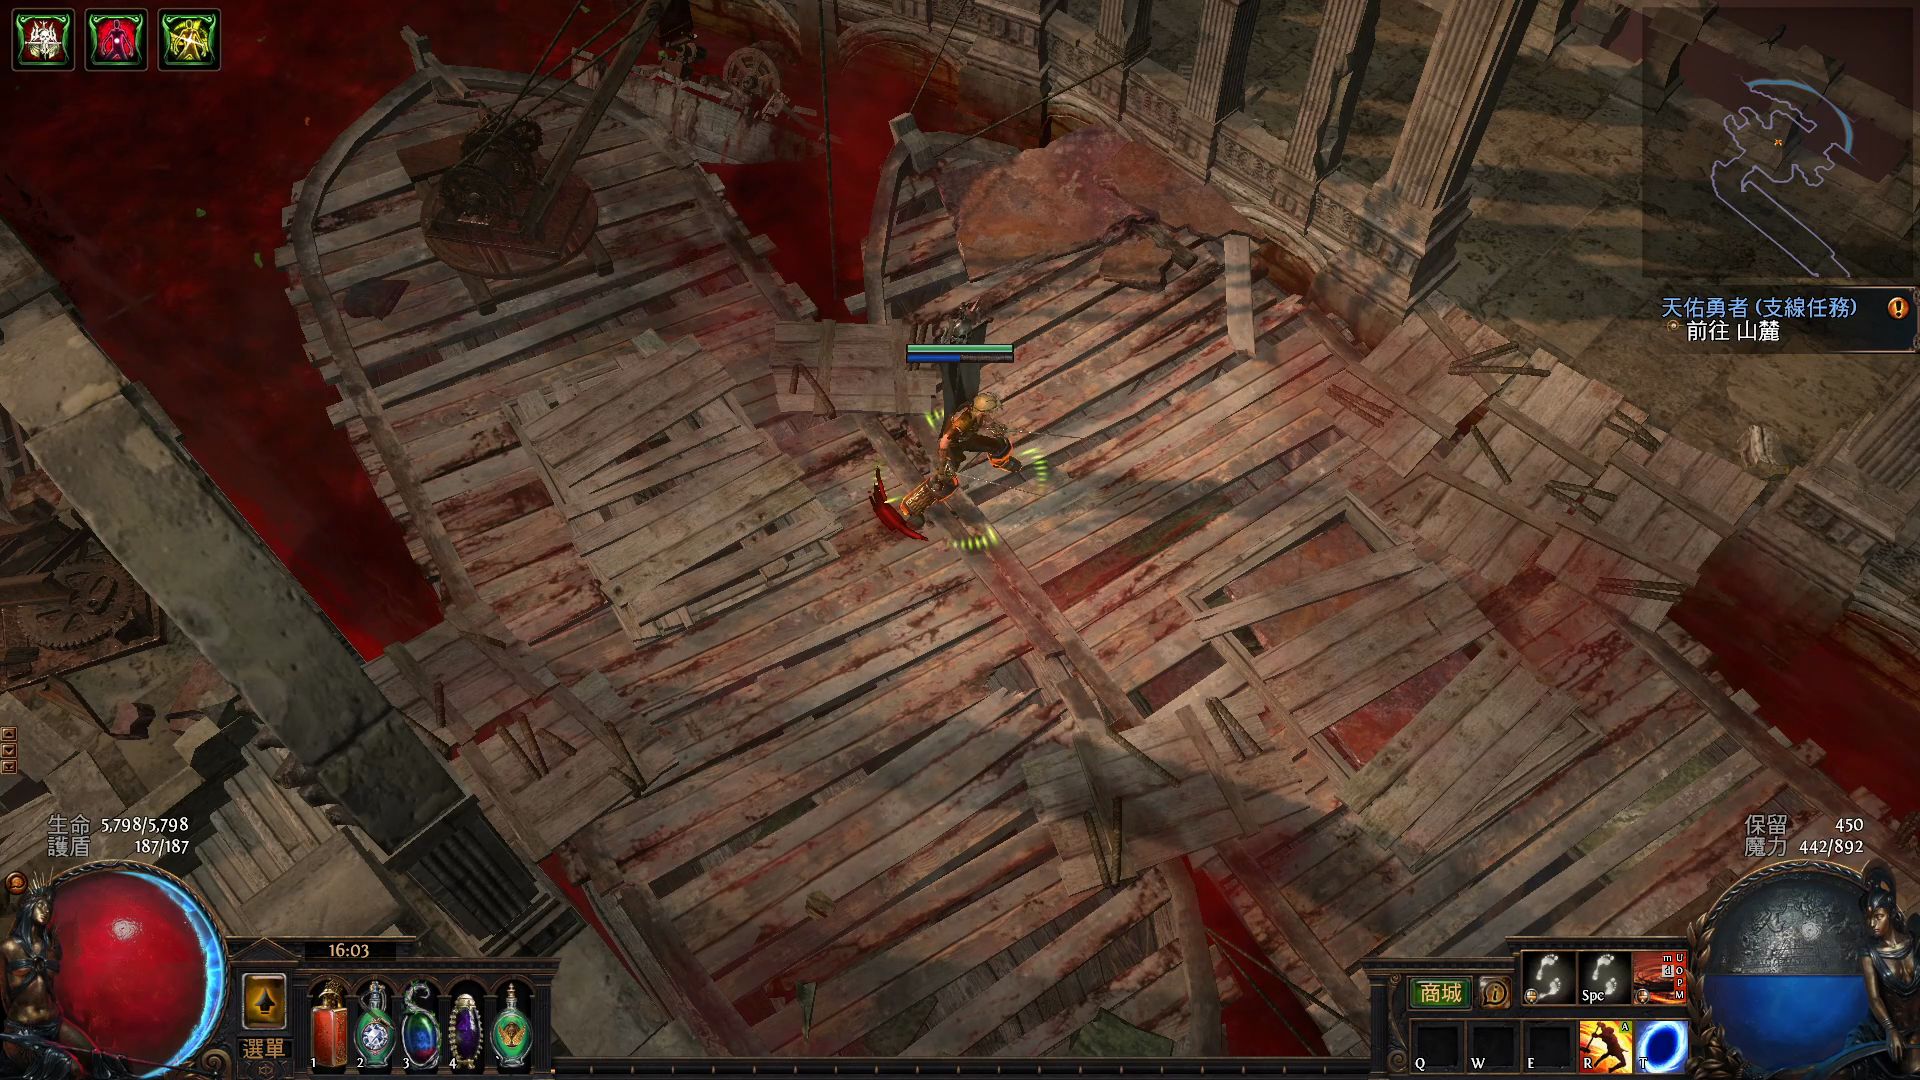 天佑勇者 (支線任務)
前往 山麓
生命 5,798/5,798
護盾 187/187
保留 450
魔力 442/892
16:03
選單
1
2
3
4
5
商城
Spc
Q
W
E
R
A
T